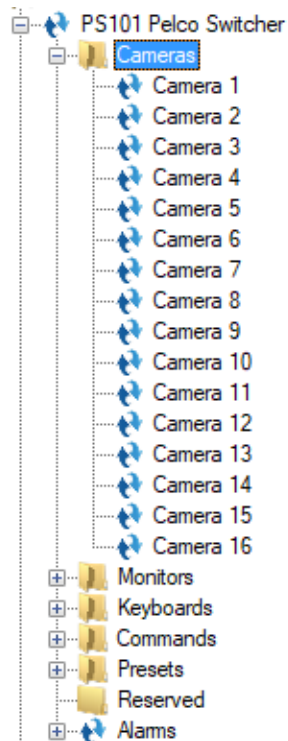 PS101 Pelco Switcher
Cameras
Camera 1
Camera 2
Camera 3
Camera 4
Camera 5
Camera 6
Camera 7
Camera 8
Camera 9
Camera 10
Camera 11
Camera 12
Camera 13
Camera 14
Camera 15
Camera 16
Monitors
Keyboards
Commands
Presets
Reserved
Alarms